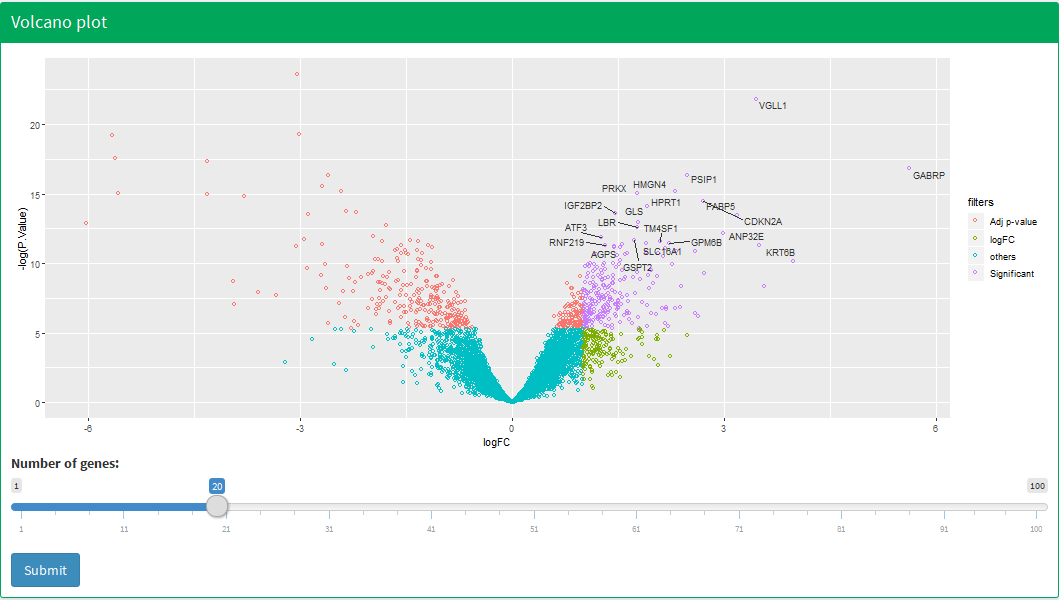 Volcano plot
VGLL1
20
GABRP
PSIP1
HMGN4
PRKX
15
HPRT1
FABP5
IGF2BP2
GLS
CDKN2A
LBR
TM4SF1
ATF3
ANP32E
RNF219
GPM6B
AGPS
SLC16A1
KRT6B
GSPT2
10
5
0
-log(P.Value)
-6
-3
0
3
6
logFC
filters
Adj p-value
logFC
others
Significant
Number of genes:
1
20
100
1
11
21
31
41
51
61
71
81
91
100
Submit